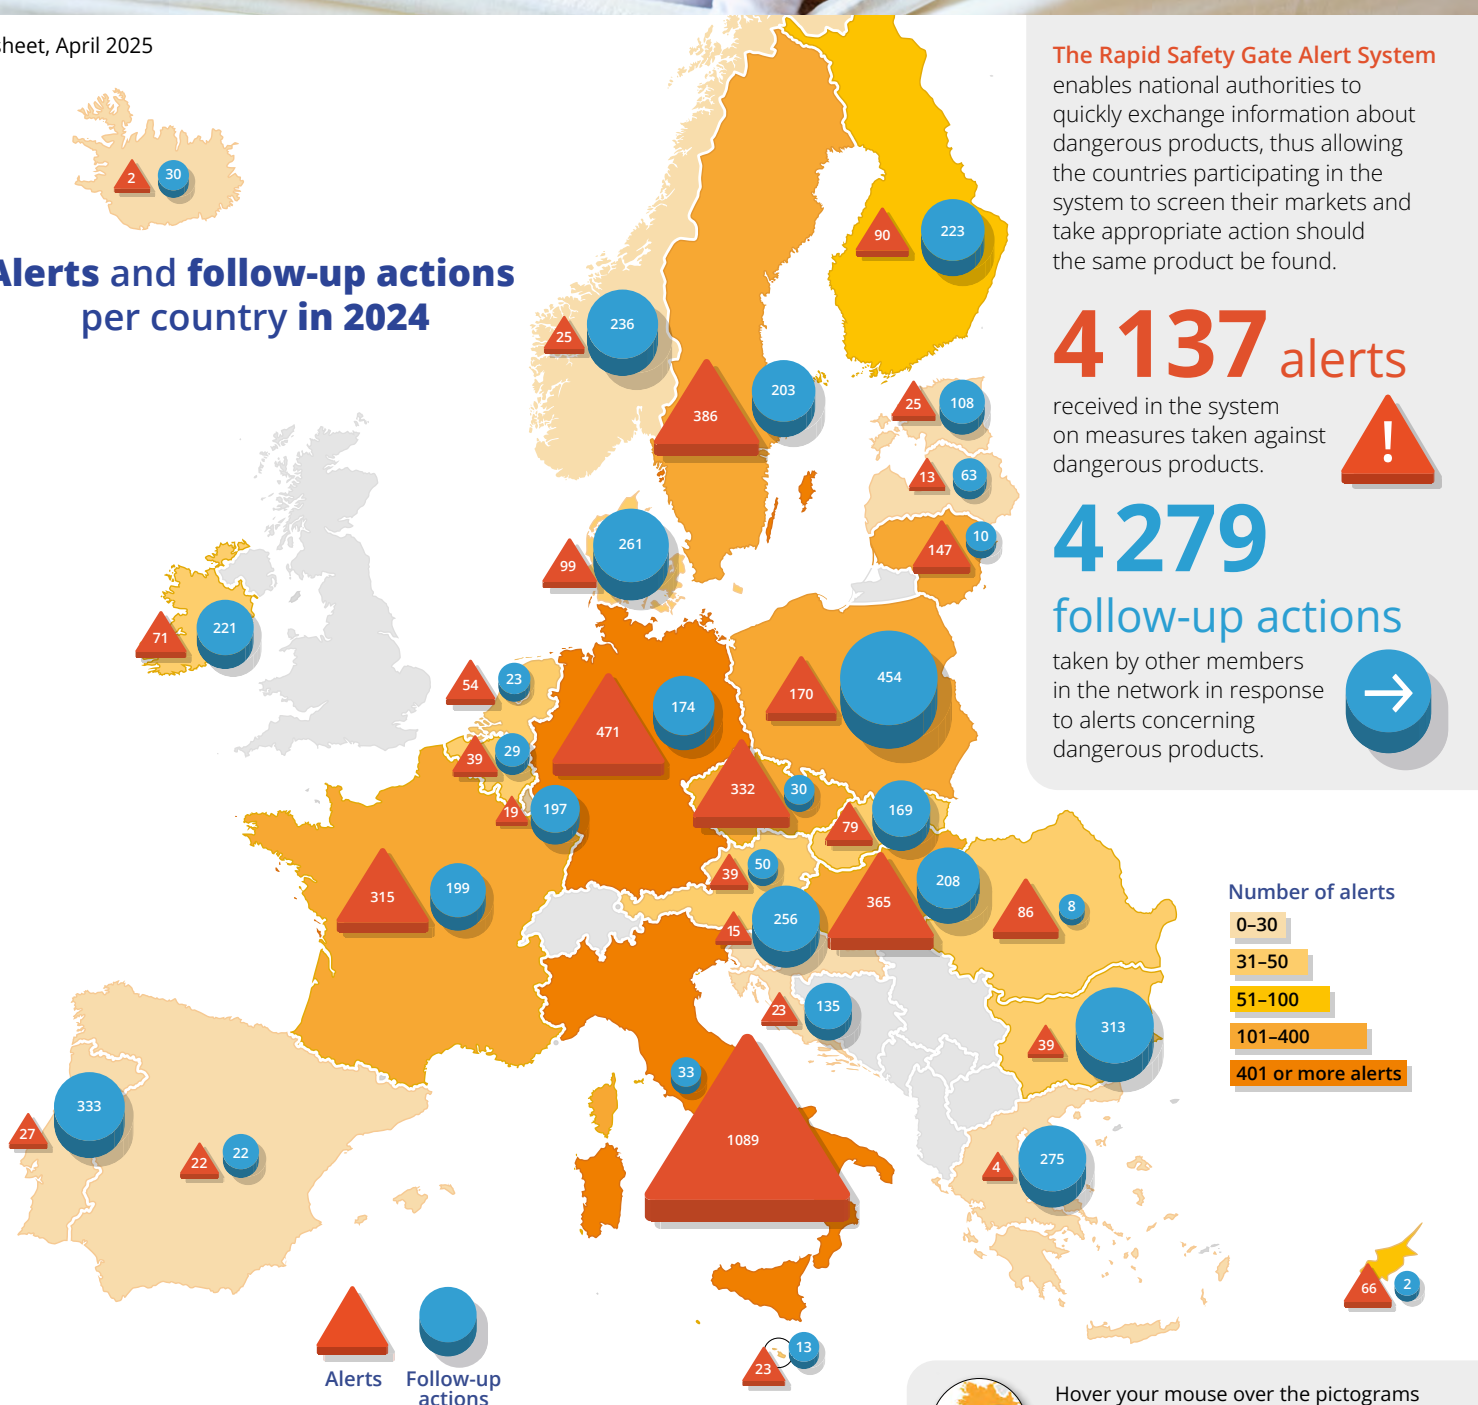 sheet, April 2025
Alerts and follow-up actions
per country in 2024
The Rapid Safety Gate Alert System
enables national authorities to
quickly exchange information about
dangerous products, thus allowing
the countries participating in the
system to screen their markets and
take appropriate action should
the same product be found.
4 137 alerts
received in the system
on measures taken against
dangerous products.
!
4 279
follow-up actions
taken by other members
in the network in response
to alerts concerning
dangerous products.
2 30
90 223
25 236
386 203
25 108
13 63
147 10
99 261
71 221
54 23
471 174
170 454
39 29
19 197
332 30
79 169
39 50
315 199
365 208
86 8
15 256
23 135
39 313
33
1089
27 333
22 22
4 275
66 2
23 13
Number of alerts
0–30
31–50
51–100
101–400
401 or more alerts
Alerts
Follow-up
actions
Hover your mouse over the pictograms